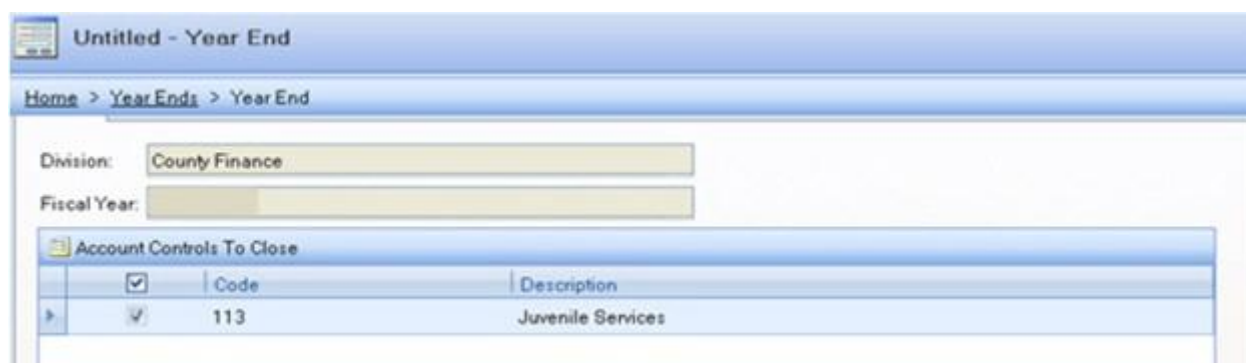 Untitled - Year End
Home > Year Ends > Year End
Division: County Finance
Fiscal Year:
Account Controls To Close
Code Description
113 Juvenile Services